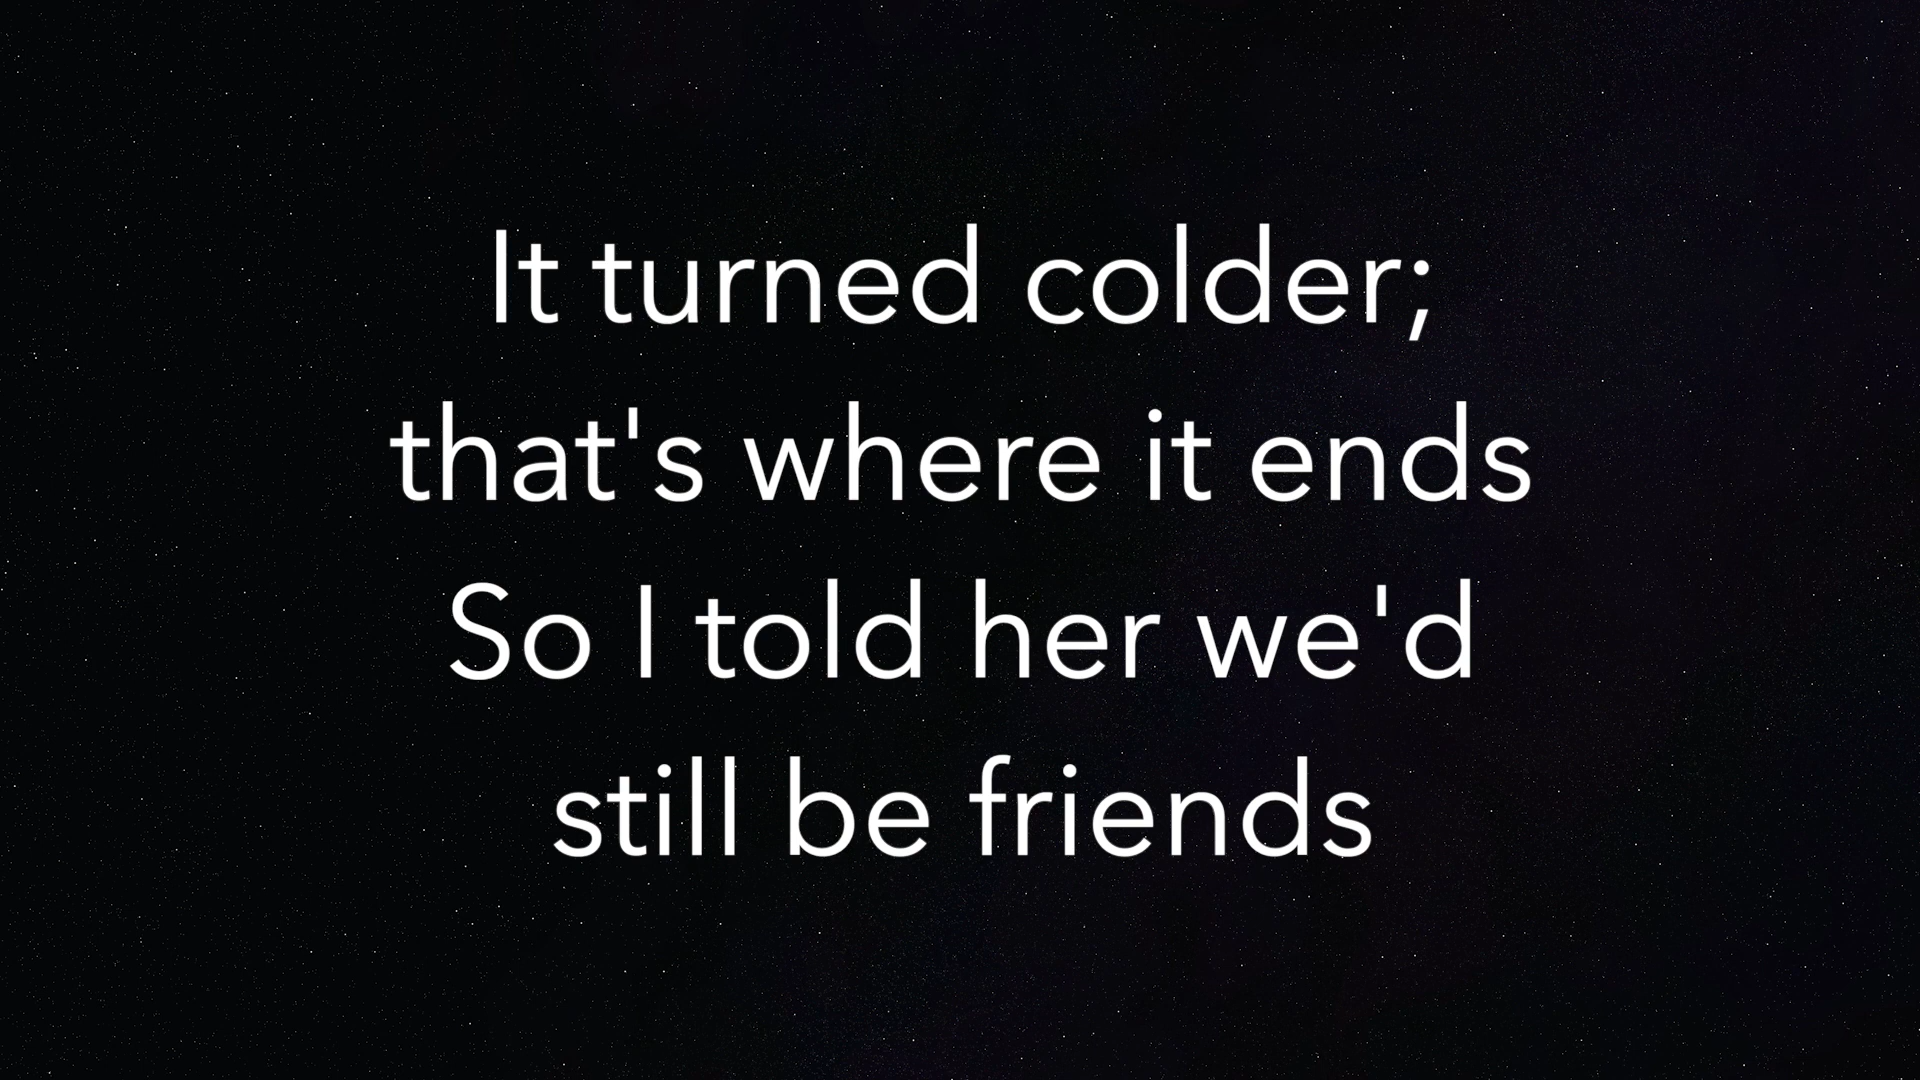 It turned colder;
that's where it ends
So I told her we'd
still be friends